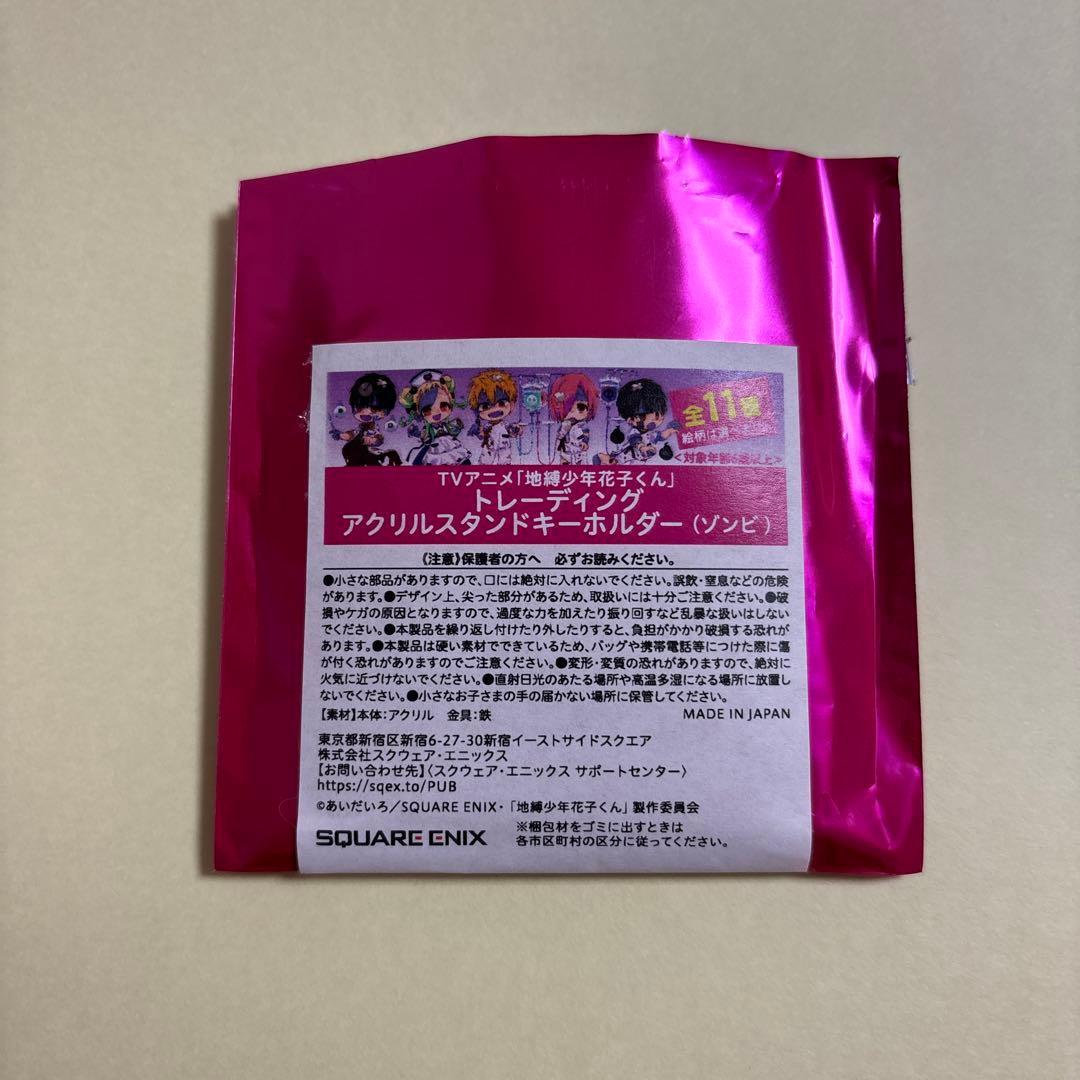 全11種
絵柄は選べません
<対象年齢6歳以上>
TVアニメ「地縛少年花子くん」
トレーディング
アクリルスタンドキーホルダー(ゾンビ)
《注意》保護者の方へ 必ずお読みください。
●小さな部品がありますので、口には絶対に入れないでください。誤飲・窒息などの危険
があります。●デザイン上、尖った部分があるため、取扱いには十分ご注意ください。●破
損やケガの原因となりますので、過度な力を加えたり振り回すなど乱暴な扱いはしない
でください。●本製品を繰り返し付けたり外したりすると、負担がかかり破損する恐れが
あります。●本製品は硬い素材でできているため、バッグや携帯電話等につけた際に傷
が付く恐れがありますのでご注意ください。●変形・変質の恐れがありますので、絶対に
火気に近づけないでください。●直射日光のあたる場所や高温多湿になる場所に放置し
ないでください。●小さなお子さまの手の届かない場所に保管してください。
【素材】本体:アクリル 金具:鉄 MADE IN JAPAN
東京都新宿区新宿6-27-30新宿イーストサイドスクエア
株式会社スクウェア・エニックス
【お問い合わせ先】〈スクウェア・エニックス サポートセンター〉
https://sqex.to/PUB
©あいだいろ/SQUARE ENIX・「地縛少年花子くん」製作委員会
SQUARE ENIX
※梱包材をゴミに出すときは
各市区町村の区分に従ってください。